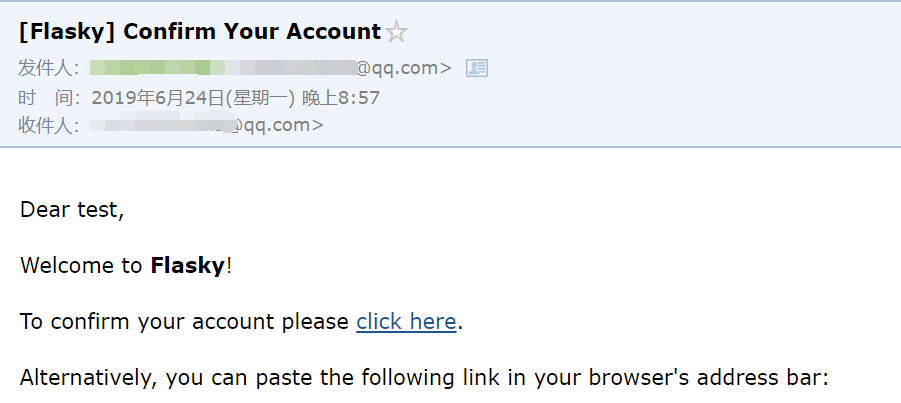 [Flasky] Confirm Your Account
发件人: @qq.com>
时 间: 2019年6月24日(星期一) 晚上8:57
收件人: @qq.com>
Dear test,
Welcome to Flasky!
To confirm your account please click here.
Alternatively, you can paste the following link in your browser's address bar: